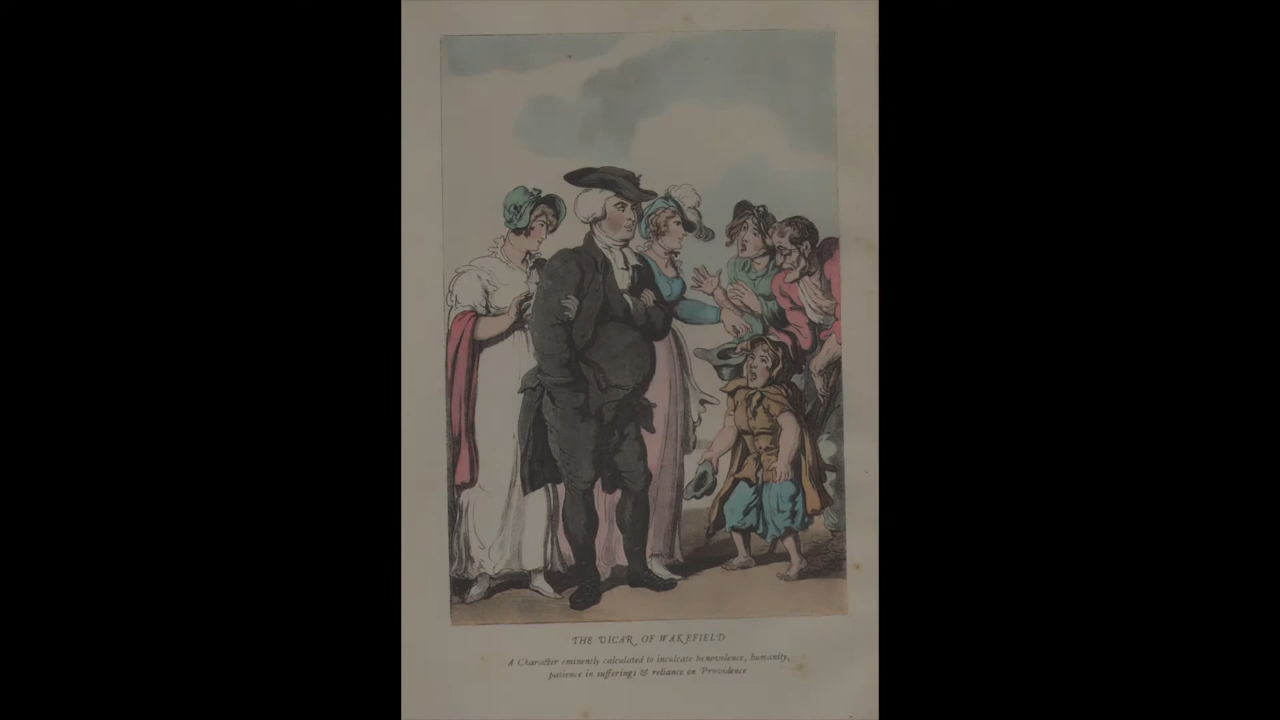 THE VICAR OF WAKEFIELD
A Character eminently calculated to inculcate benevolence, humanity,
patience in sufferings & reliance on Providence